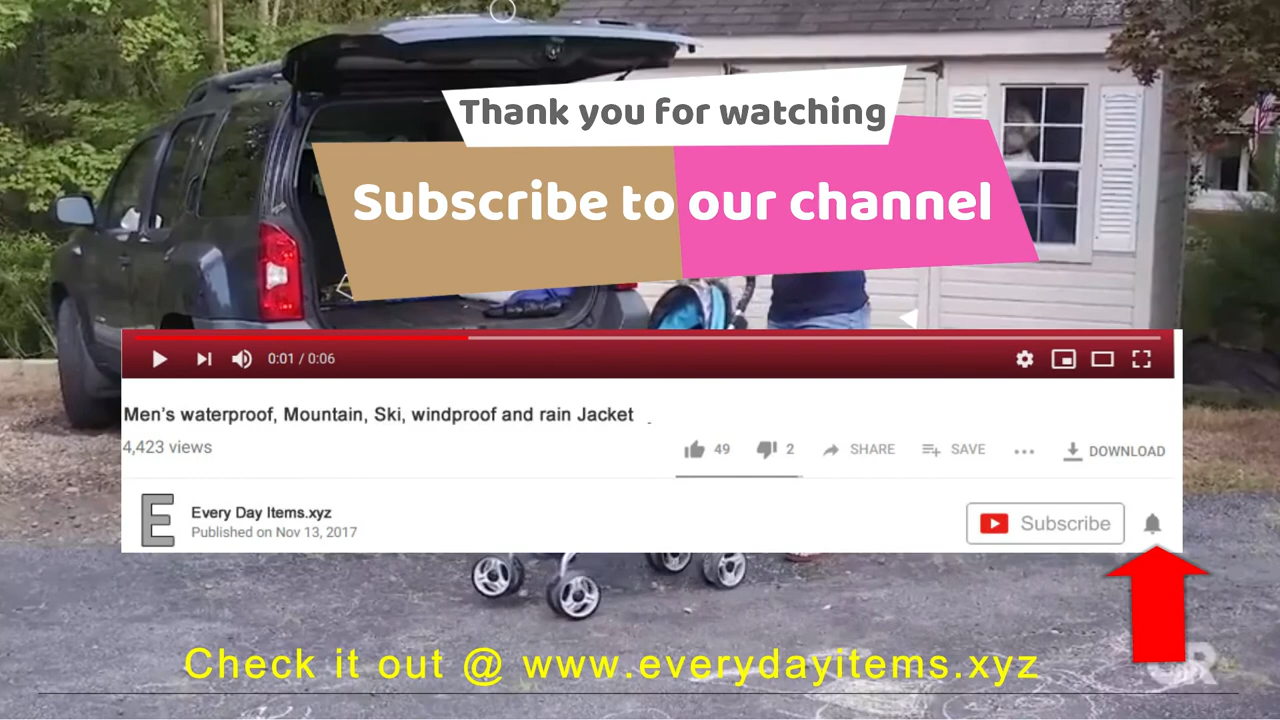 Thank you for watching
Subscribe to our channel
0:01 / 0:06
Men's waterproof, Mountain, Ski, windproof and rain Jacket
4,423 views
49 2 SHARE SAVE ... DOWNLOAD
E
Every Day Items.xyz
Published on Nov 13, 2017
Subscribe
Check it out @ www.everydayitems.xyz